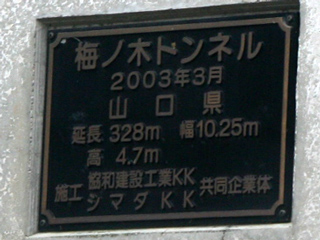 梅ノ木トンネル
2003年3月
山口県
延長 328m 幅10.25m
高 4.7m
施工 協和建設工業KK 共同企業体
シマダKK